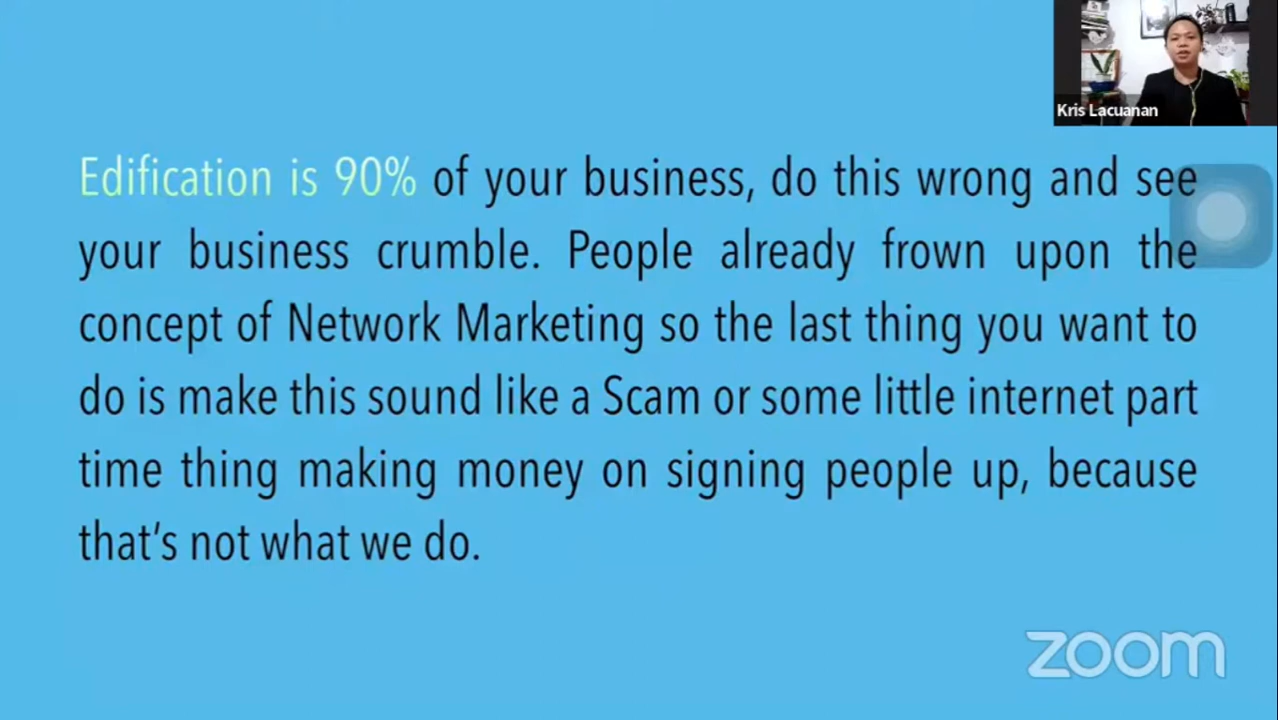 Kris Lacuanan
Edification is 90% of your business, do this wrong and see
your business crumble. People already frown upon the
concept of Network Marketing so the last thing you want to
do is make this sound like a Scam or some little internet part
time thing making money on signing people up, because
that's not what we do.
zoom